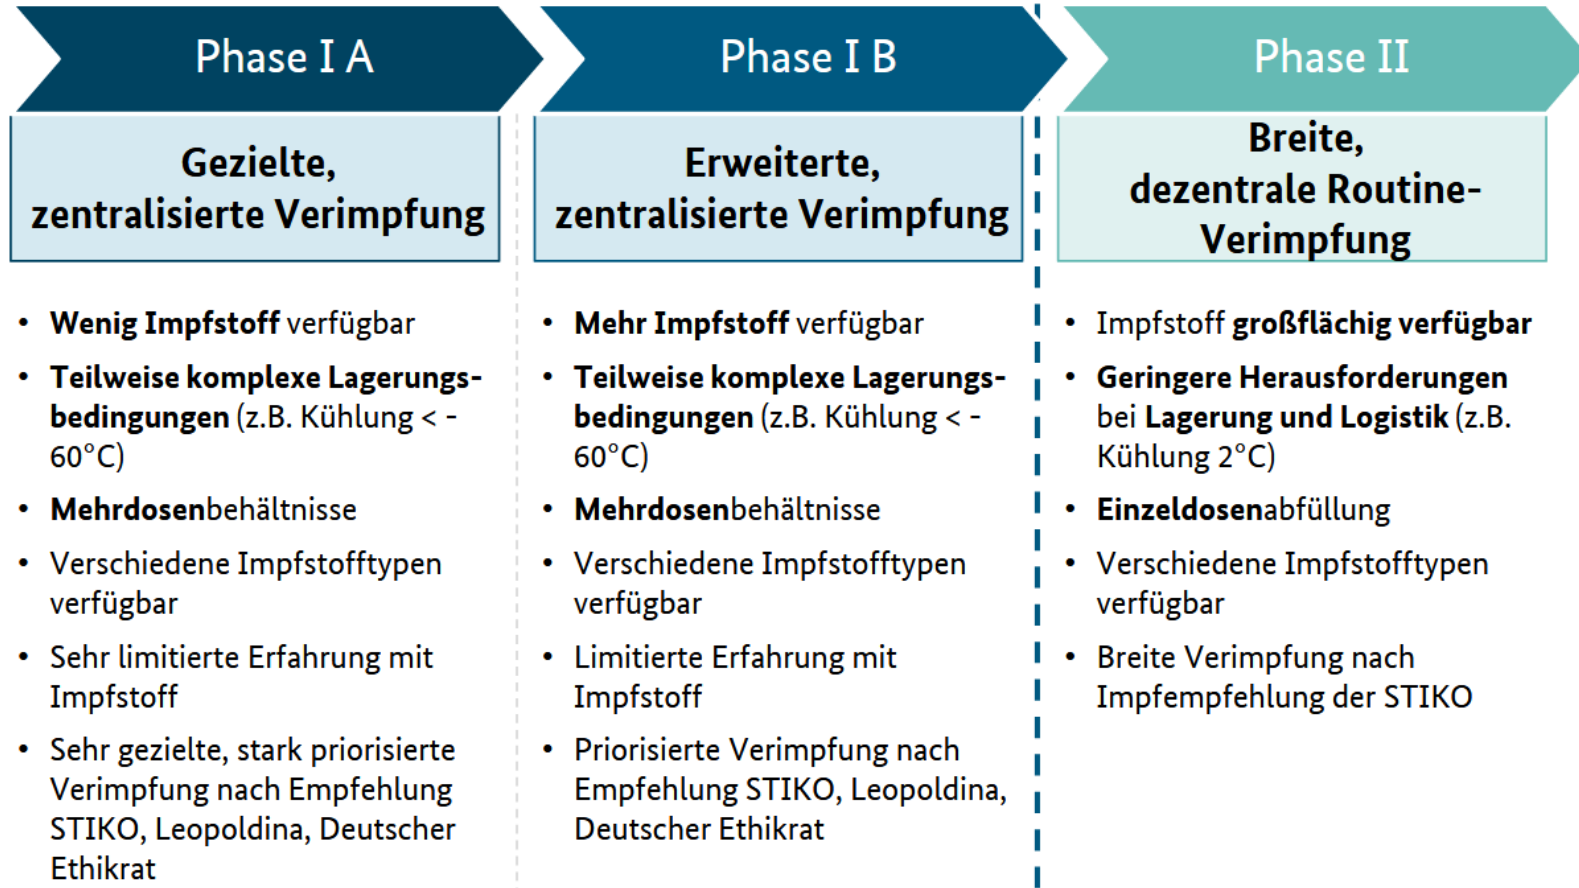 Phase I A
Gezielte,
zentralisierte Verimpfung
• Wenig Impfstoff verfügbar
• Teilweise komplexe Lagerungs-
bedingungen (z.B. Kühlung < -
60°C)
• Mehrdosenbehältnisse
• Verschiedene Impfstofftypen
verfügbar
• Sehr limitierte Erfahrung mit
Impfstoff
• Sehr gezielte, stark priorisierte
Verimpfung nach Empfehlung
STIKO, Leopoldina, Deutscher
Ethikrat
Phase I B
Erweiterte,
zentralisierte Verimpfung
• Mehr Impfstoff verfügbar
• Teilweise komplexe Lagerungs-
bedingungen (z.B. Kühlung < -
60°C)
• Mehrdosenbehältnisse
• Verschiedene Impfstofftypen
verfügbar
• Limitierte Erfahrung mit
Impfstoff
• Priorisierte Verimpfung nach
Empfehlung STIKO, Leopoldina,
Deutscher Ethikrat
Phase II
Breite,
dezentrale Routine-
Verimpfung
• Impfstoff großflächig verfügbar
• Geringere Herausforderungen
bei Lagerung und Logistik (z.B.
Kühlung 2°C)
• Einzeldosenabfüllung
• Verschiedene Impfstofftypen
verfügbar
• Breite Verimpfung nach
Impfempfehlung der STIKO